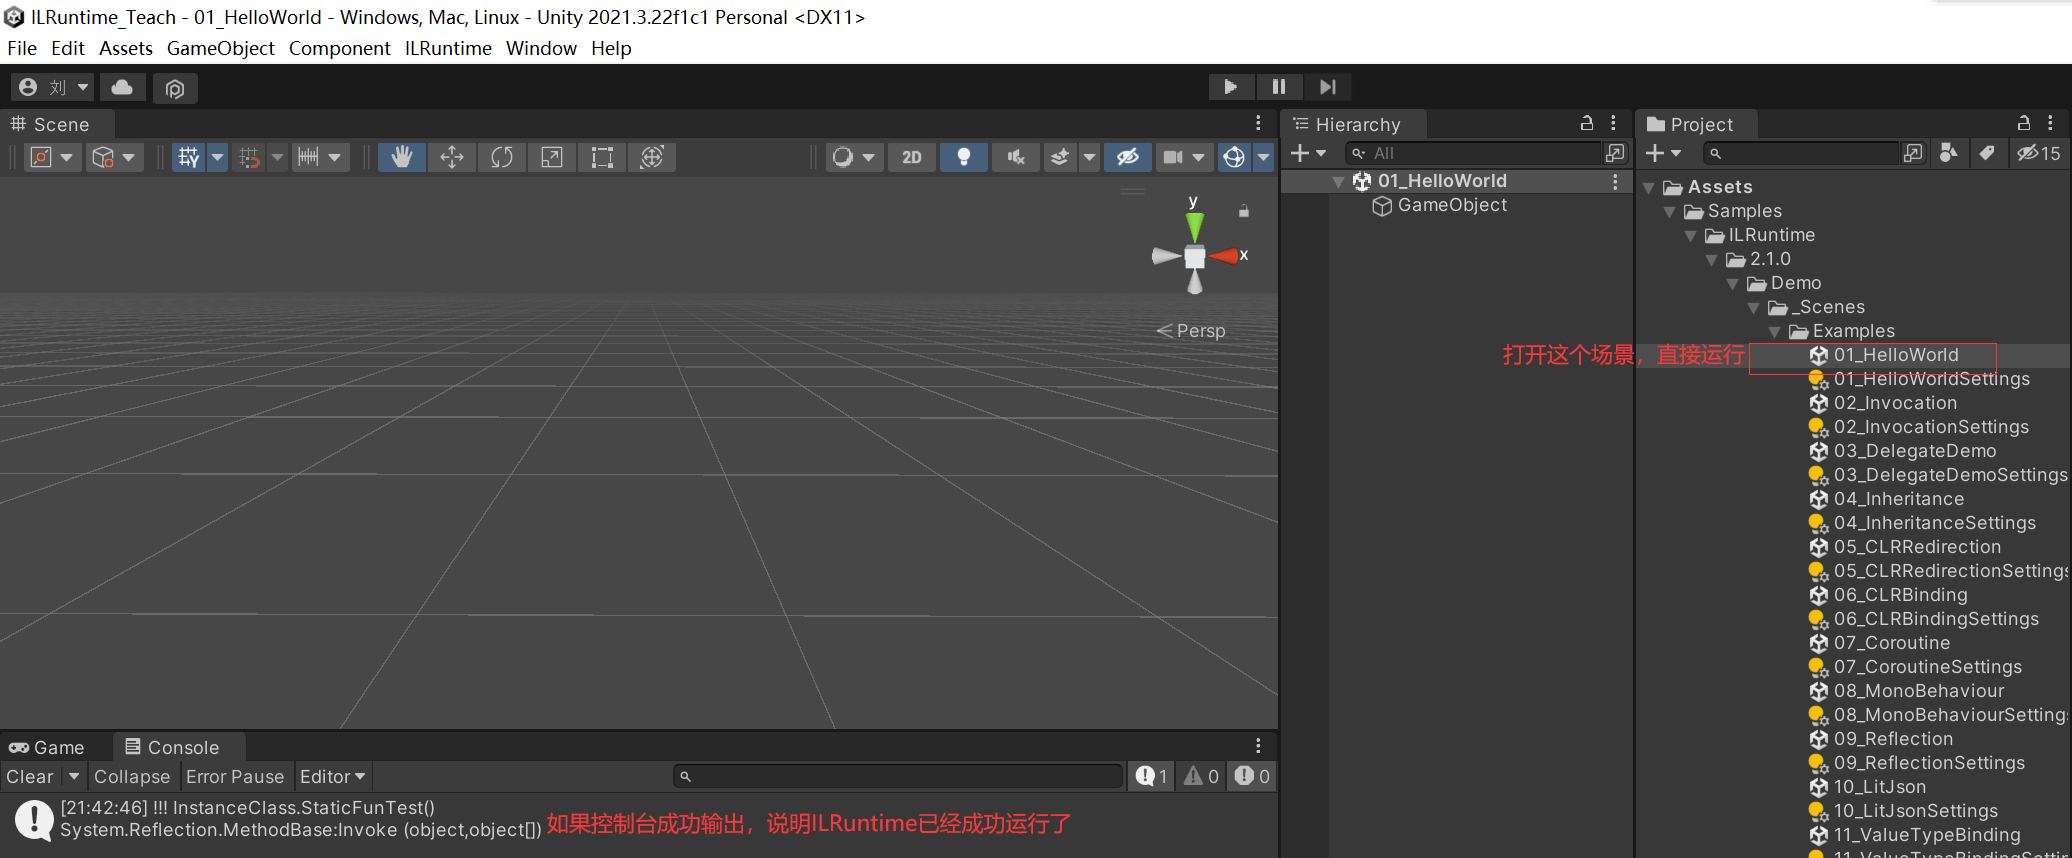 ILRuntime_Teach - 01_HelloWorld - Windows, Mac, Linux - Unity 2021.3.22f1c1 Personal <DX11>
File Edit Assets GameObject Component ILRuntime Window Help
刘
Scene
2D
y
x
Persp
Hierarchy
All
01_HelloWorld
GameObject
Project
15
Assets
Samples
ILRuntime
2.1.0
Demo
_Scenes
Examples
打开这个场景，直接运行
01_HelloWorld
01_HelloWorldSettings
02_Invocation
02_InvocationSettings
03_DelegateDemo
03_DelegateDemoSettings
04_Inheritance
04_InheritanceSettings
05_CLRRedirection
05_CLRRedirectionSettings
06_CLRBinding
06_CLRBindingSettings
07_Coroutine
07_CoroutineSettings
08_MonoBehaviour
08_MonoBehaviourSetting
09_Reflection
09_ReflectionSettings
10_LitJson
10_LitJsonSettings
11_ValueTypeBinding
11_ValueTypeBindingSetti
Game Console
Clear Collapse Error Pause Editor 1 0 0
[21:42:46] !!! InstanceClass.StaticFunTest()
System.Reflection.MethodBase:Invoke (object,object[])
如果控制台成功输出，说明ILRuntime已经成功运行了